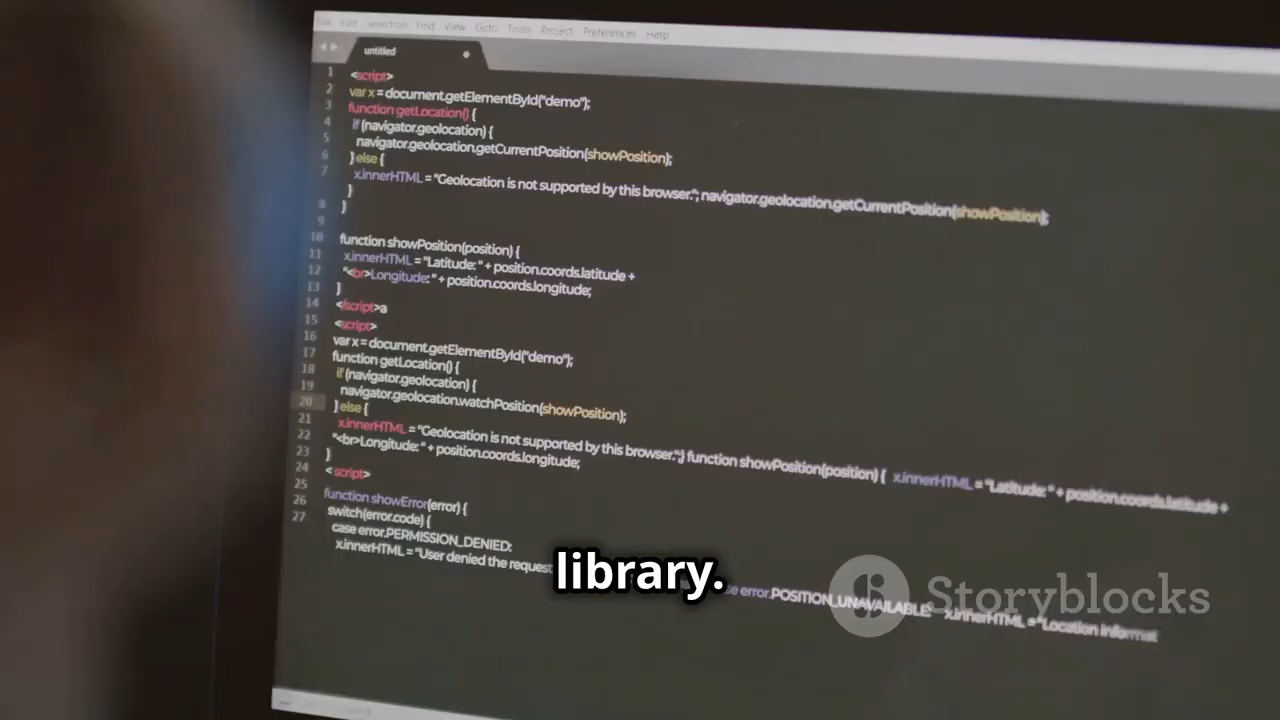 File Edit Selection Find View Goto Tools Project Preferences Help
untitled
1 <script>
2 var x = document.getElementById("demo");
3 function getLocation() {
4 if (navigator.geolocation) {
5 navigator.geolocation.getCurrentPosition(showPosition);
6 } else {
7 x.innerHTML = "Geolocation is not supported by this browser."; navigator.geolocation.getCurrentPosition(showPosition);
}
8 }
9
10 function showPosition(position) {
11 x.innerHTML = "Latitude: " + position.coords.latitude +
12 "<br>Longitude: " + position.coords.longitude;
13 }
14 </script>a
15 <script>
16 var x = document.getElementById("demo");
17 function getLocation() {
18 if (navigator.geolocation) {
19 navigator.geolocation.watchPosition(showPosition);
20 } else {
21 x.innerHTML = "Geolocation is not supported by this browser.";} function showPosition(position) { x.innerHTML = "Latitude: " + position.coords.latitude +
22 "<br>Longitude: " + position.coords.longitude;
23 }
24 < script>
25 function showError(error) {
26 switch(error.code) {
27 case error.PERMISSION_DENIED:
x.innerHTML = "User denied the request error.POSITION_UNAVAILABLE: x.innerHTML = "Location informat
library.
Storyblocks